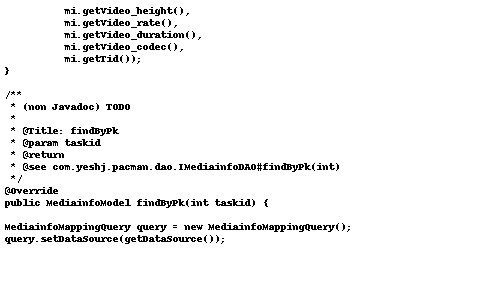 mi.getVideo_height(),
mi.getVideo_rate(),
mi.getVideo_duration(),
mi.getVideo_codec(),
mi.getTid());
}
/**
* (non Javadoc) TODO
*
* @Title: findByPk
* @param taskid
* @return
* @see com.yeshj.pacman.dao.IMediainfoDAO#findByPk(int)
*/
@Override
public MediainfoModel findByPk(int taskid) {
MediainfoMappingQuery query = new MediainfoMappingQuery();
query.setDataSource(getDataSource());